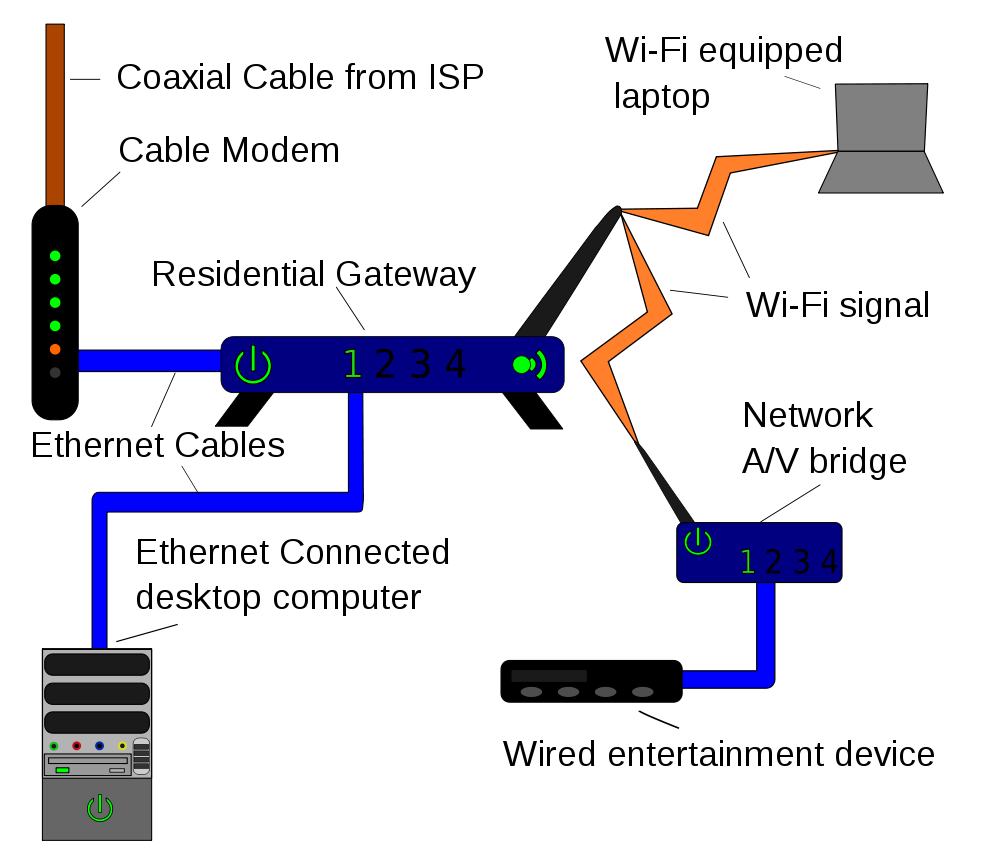 Coaxial Cable from ISP
Wi-Fi equipped
laptop
Cable Modem
Residential Gateway
Wi-Fi signal
1 2 3 4
Ethernet Cables
Network
A/V bridge
1 2 3 4
Ethernet Connected
desktop computer
Wired entertainment device